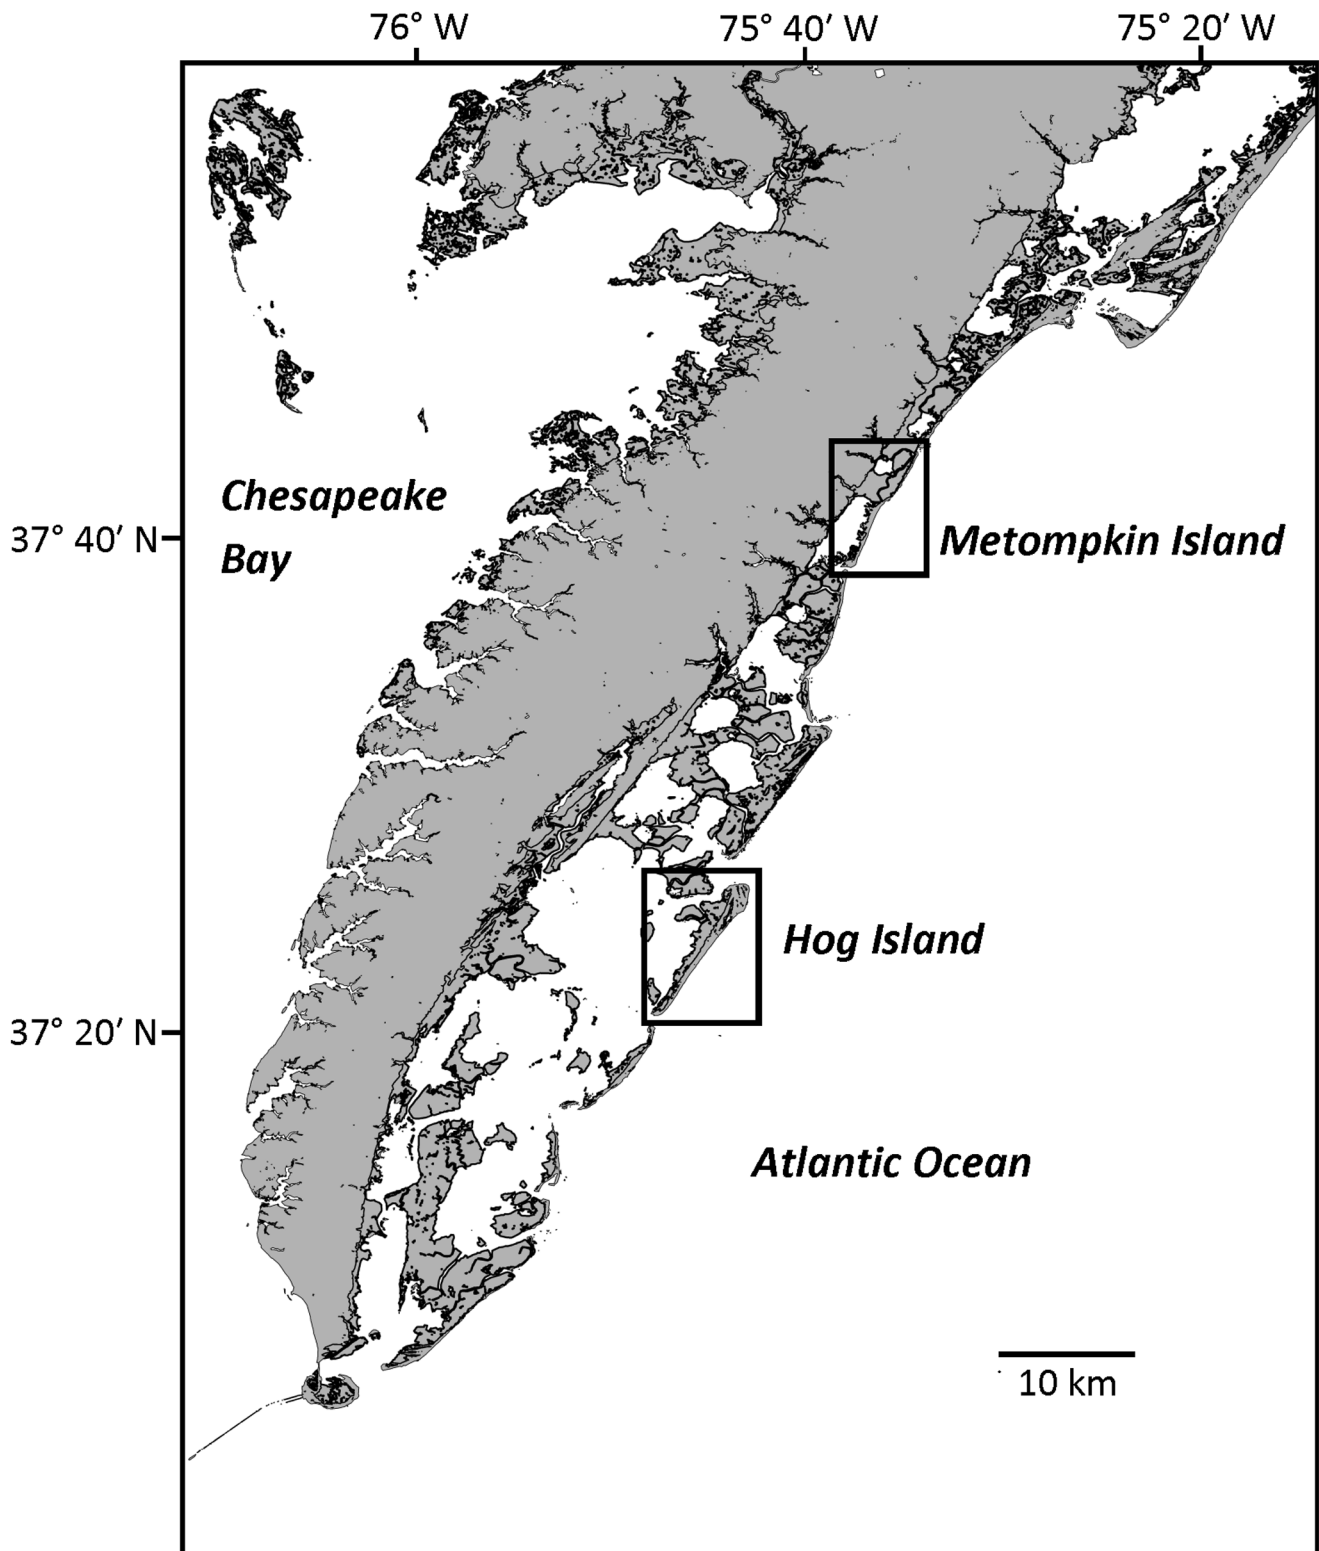 76° W
75° 40′ W
75° 20′ W
Chesapeake
Bay
37° 40′ N
Metompkin Island
Hog Island
37° 20′ N
Atlantic Ocean
10 km